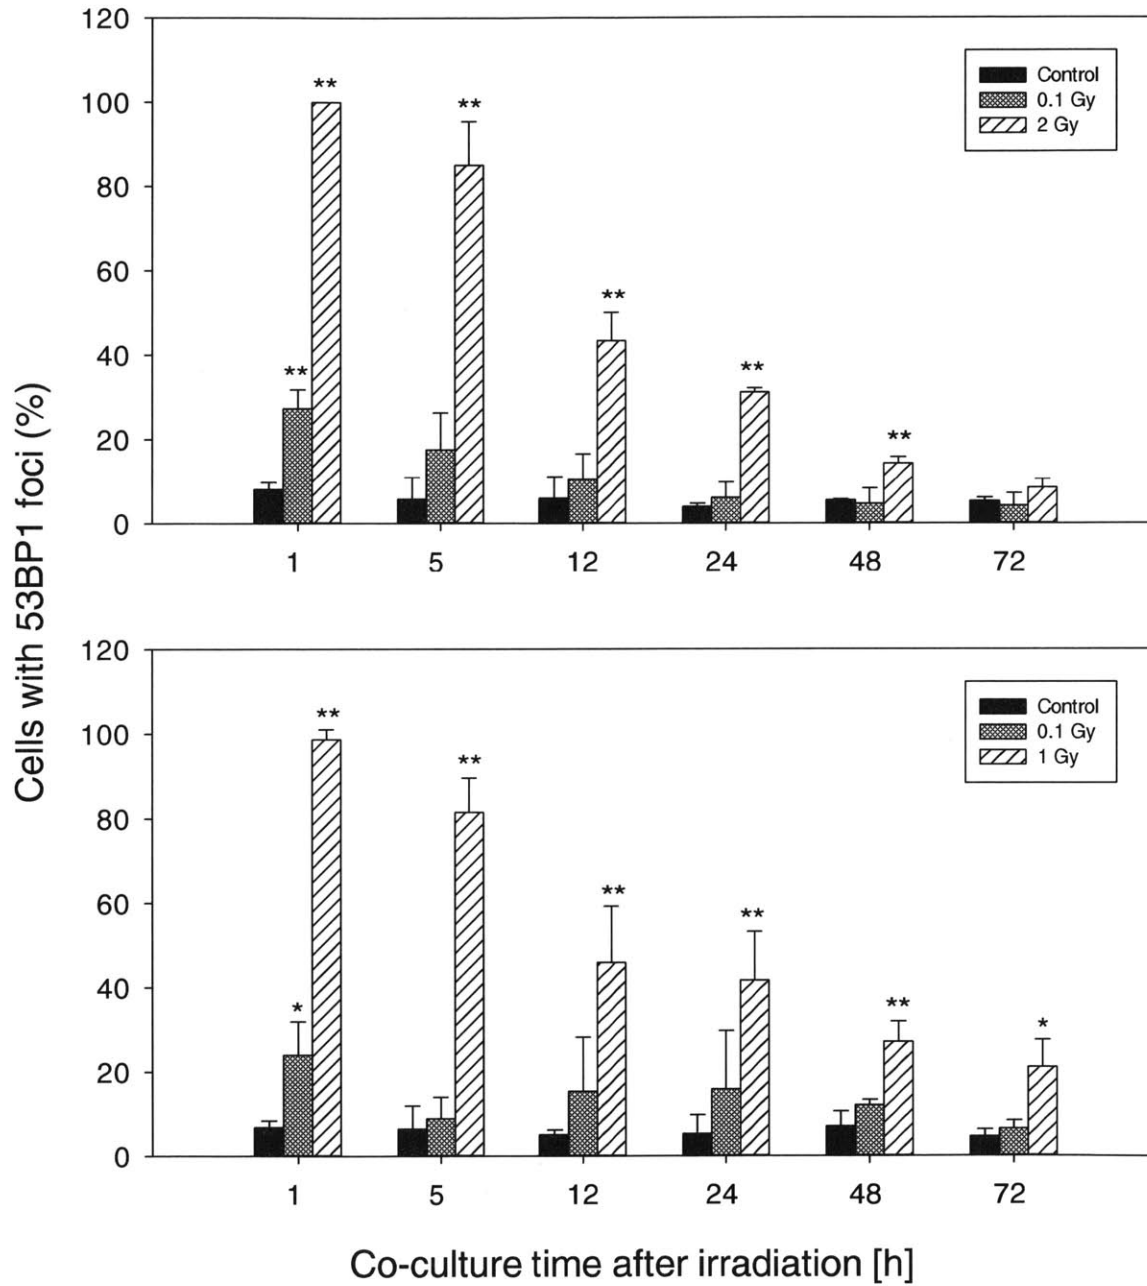 Cells with 53BP1 foci (%)
120
100
80
60
40
20
0
**
**
**
**
**
**
Control
0.1 Gy
2 Gy
1 5 12 24 48 72
120
100
80
60
40
20
0
*
**
**
**
**
**
*
Control
0.1 Gy
1 Gy
1 5 12 24 48 72
Co-culture time after irradiation [h]